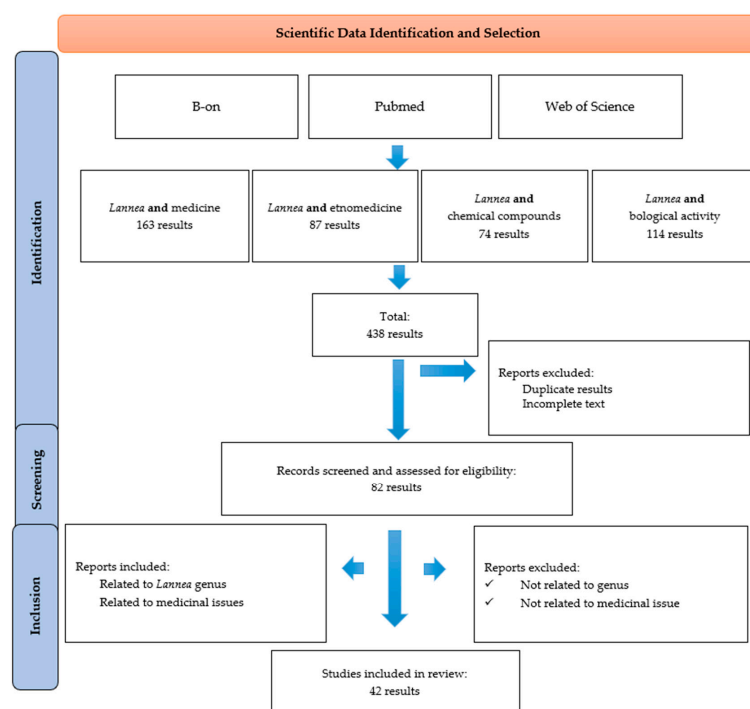 Scientific Data Identification and Selection
Identification
B-on
Pubmed
Web of Science
Lannea and medicine
163 results
Lannea and etnomedicine
87 results
Lannea and
chemical compounds
74 results
Lannea and
bological activity
114 results
Total:
438 results
Reports excluded:
Duplicate results
Incomplete text
Screening
Records screened and assessed for eligibility:
82 results
Inclusion
Reports included:
Related to Lannea genus
Related to medicinal issues
Reports excluded:
✓ Not related to genus
✓ Not related to medicinal issue
Studies included in review:
42 results